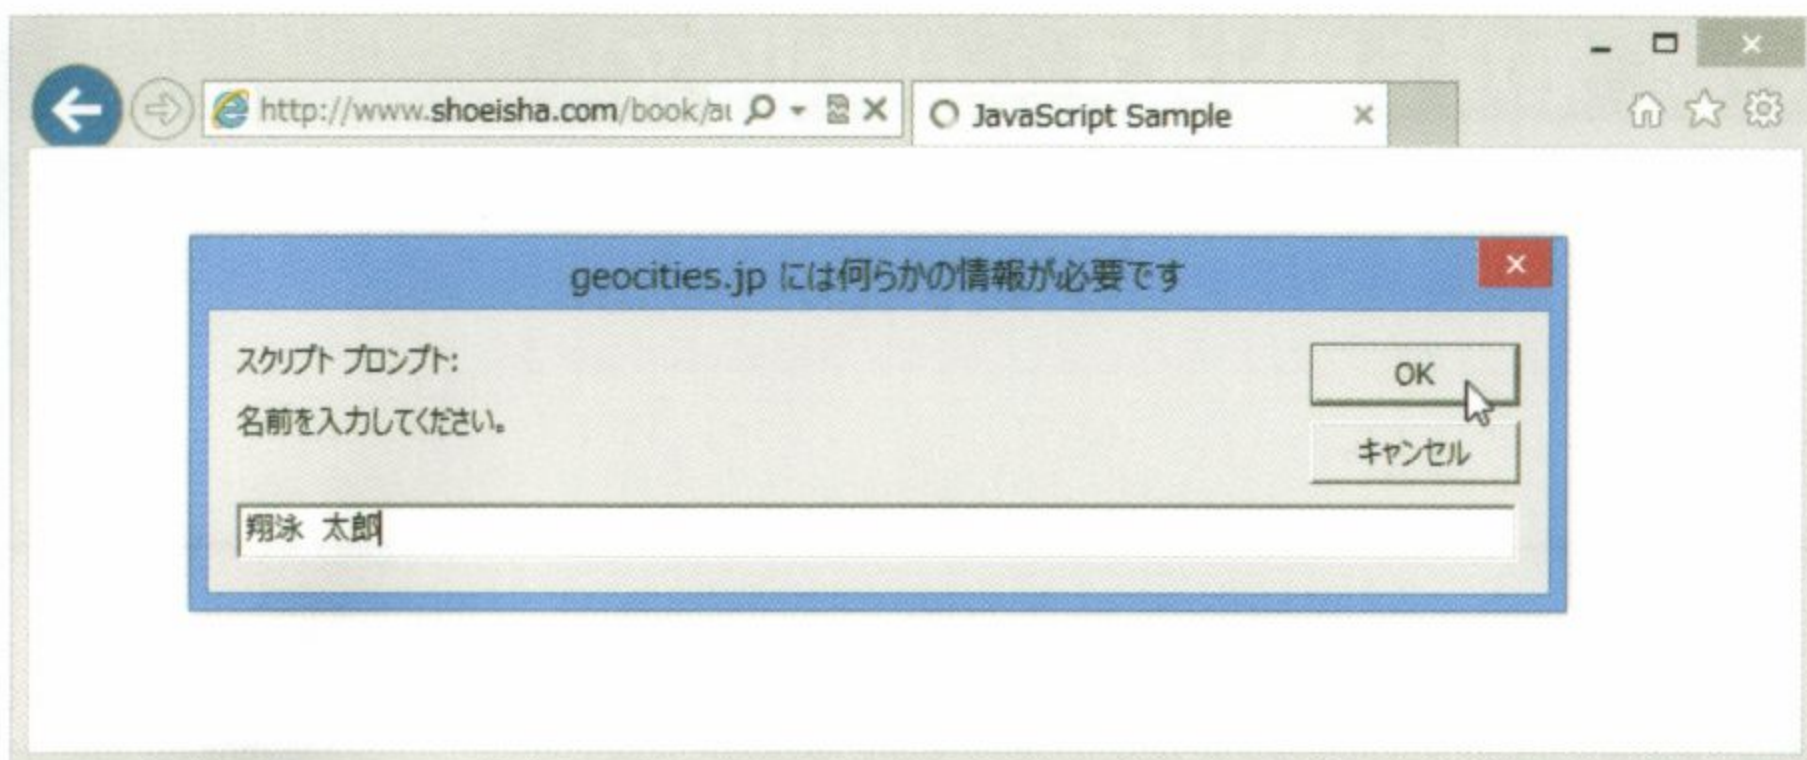 http://www.shoeisha.com/book/au
JavaScript Sample
geocities.jp には何らかの情報が必要です
スクリプト プロンプト:
名前を入力してください。
OK
キャンセル
翔泳 太郎